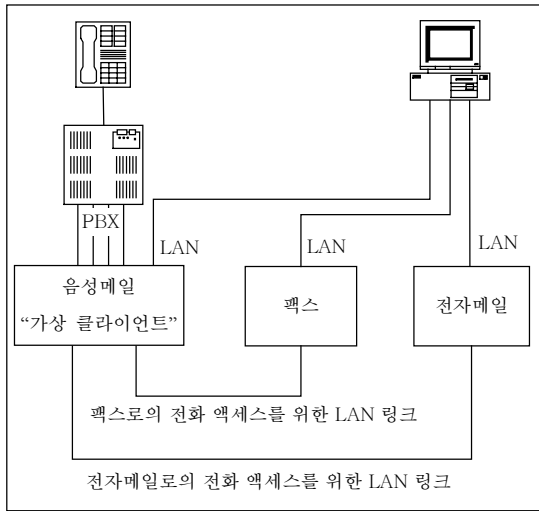 PBX
LAN
LAN
LAN
음성메일
“가상 클라이언트”
팩스
전자메일
팩스로의 전화 액세스를 위한 LAN 링크
전자메일로의 전화 액세스를 위한 LAN 링크